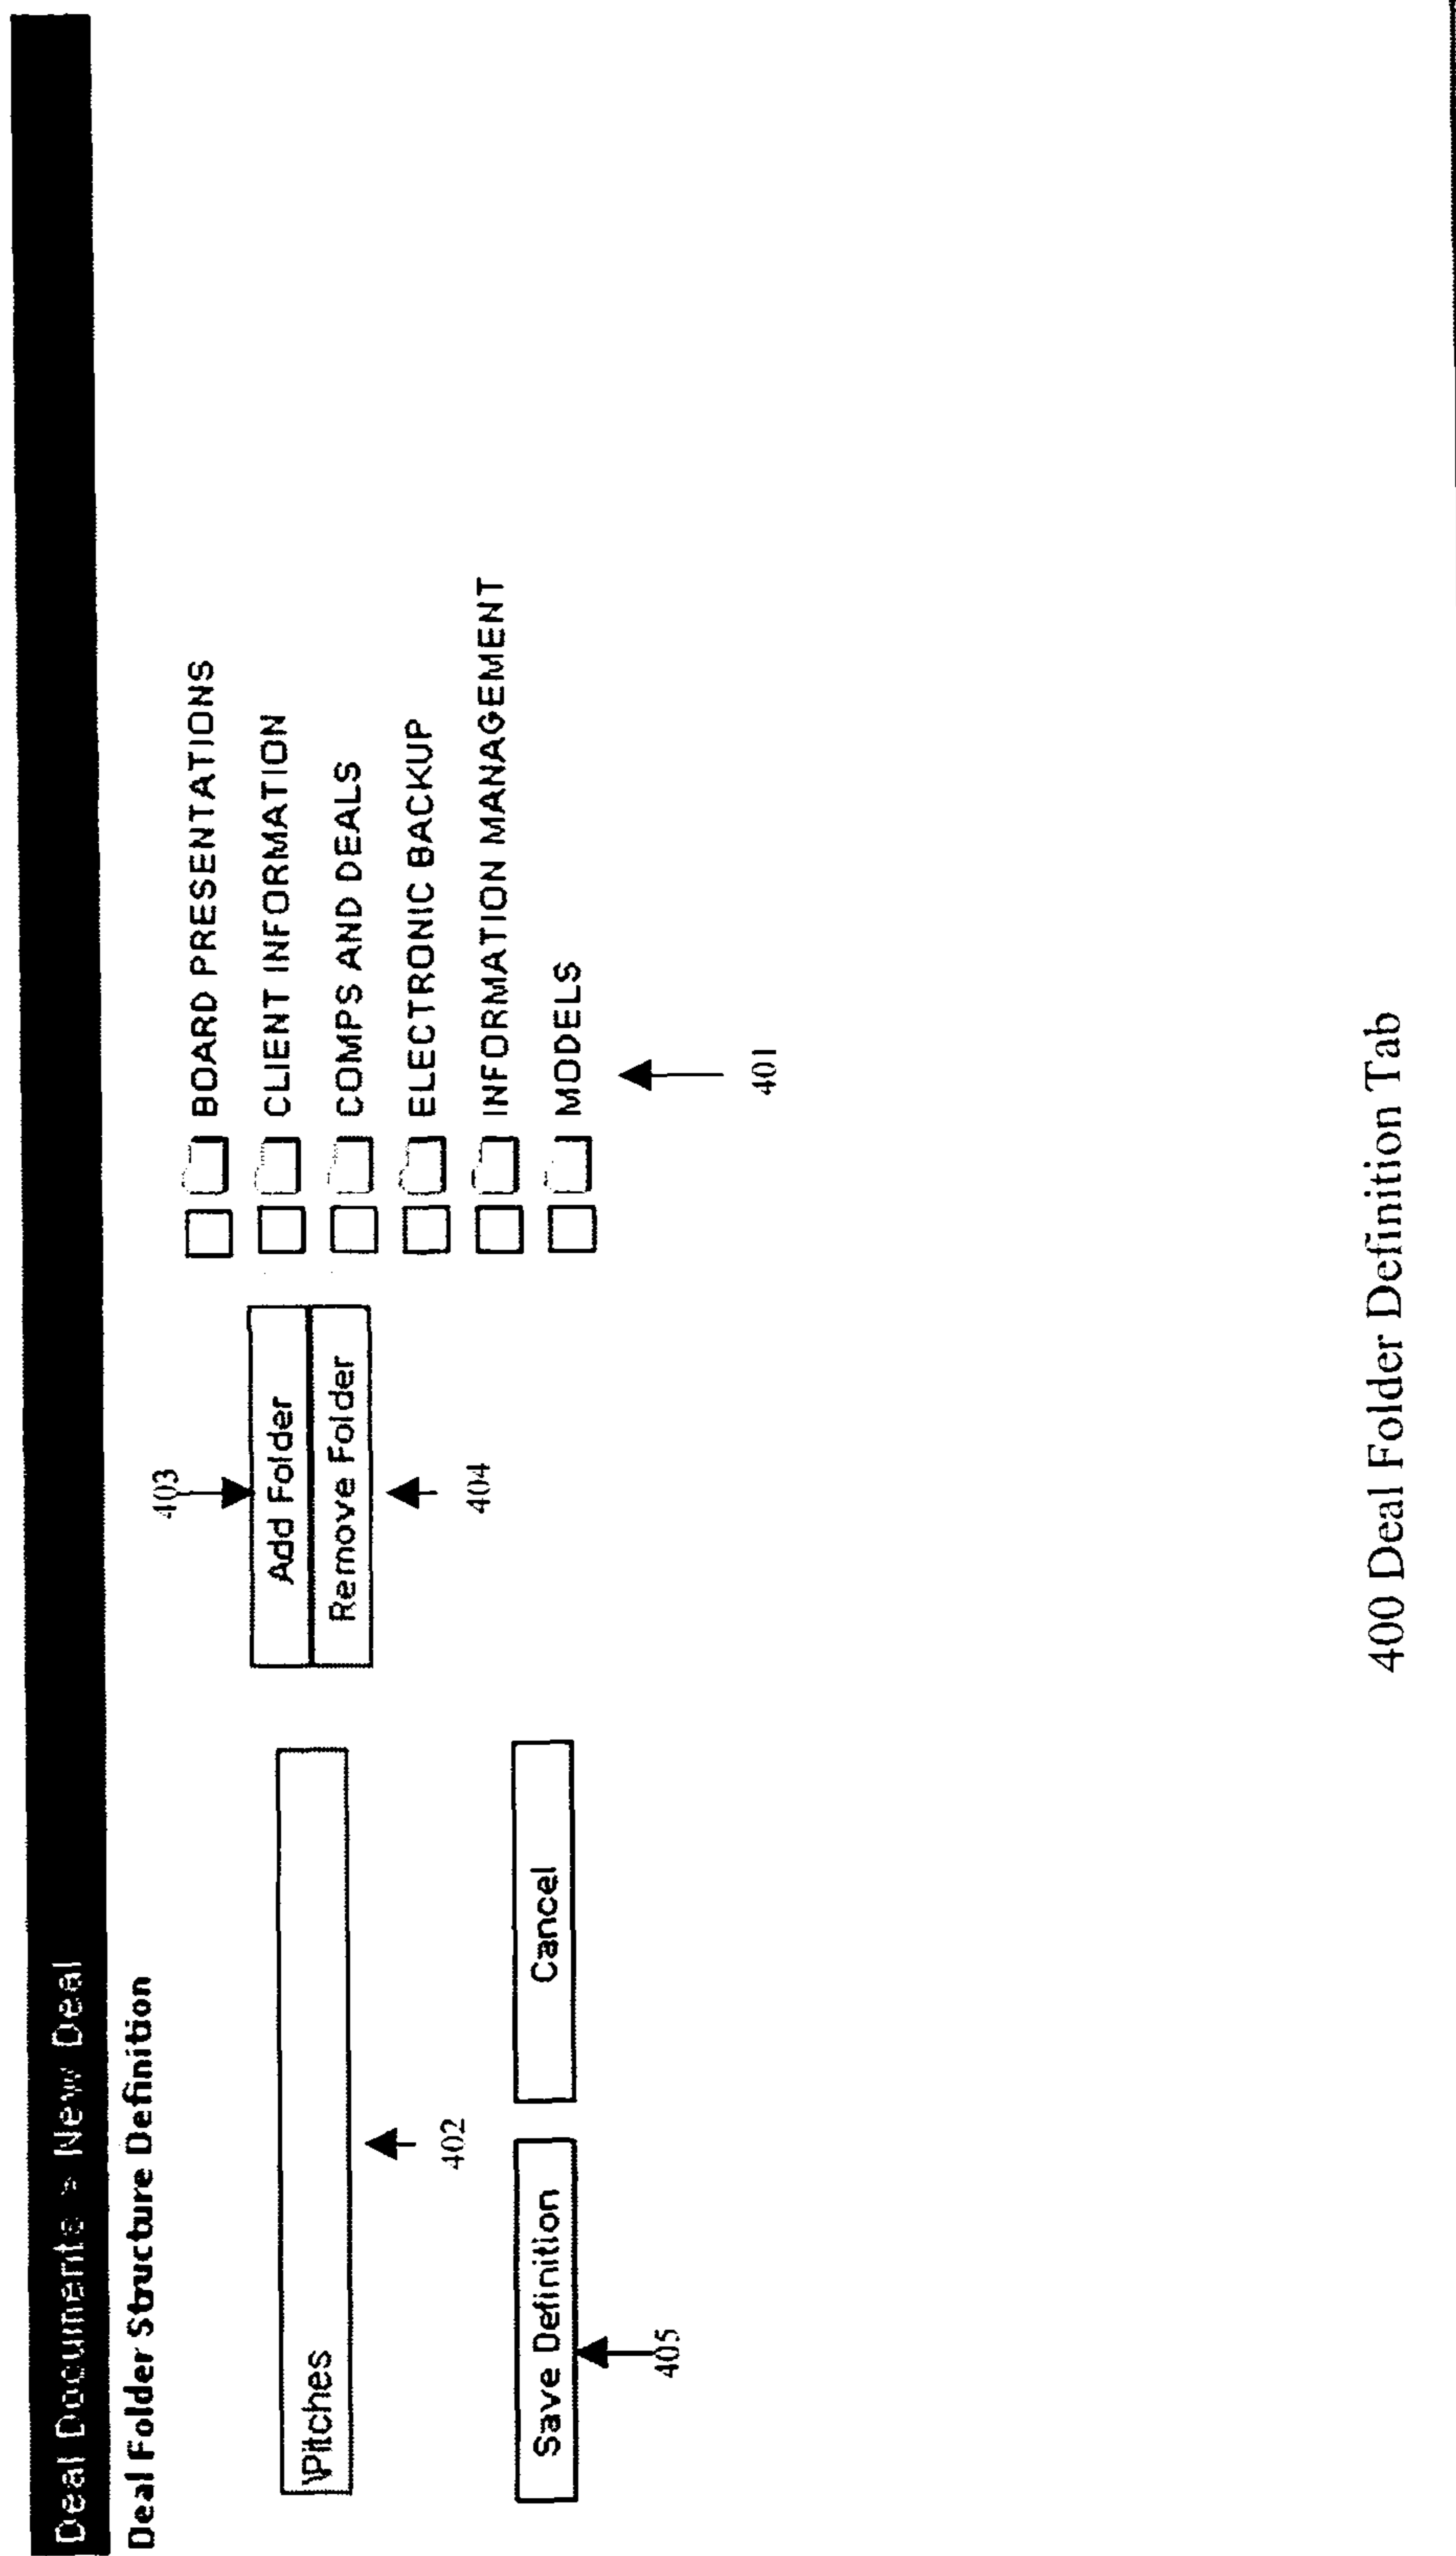 Deal Documents > New Deal
Deal Folder Structure Definition
\Pitches
402
Save Definition
Cancel
405
403
Add Folder
Remove Folder
404
BOARD PRESENTATIONS
CLIENT INFORMATION
COMPS AND DEALS
ELECTRONIC BACKUP
INFORMATION MANAGEMENT
MODELS
401
400 Deal Folder Definition Tab